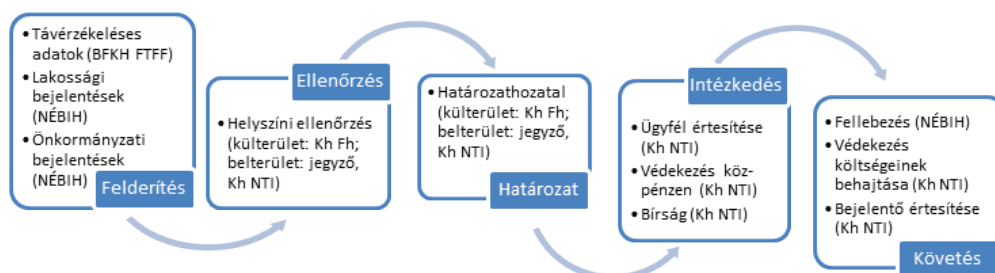 • Távérzékeléses
adatok (BFKH FTFF)
• Lakossági
bejelentések
(NÉBIH)
• Önkormányzati
bejelentések
(NÉBIH)
Felderítés
Ellenőrzés
• Helyszíni ellenőrzés
(külterület: Kh Fh;
belterület: jegyző,
Kh NTI)
• Határozathozatal
(külterület: Kh Fh;
belterület: jegyző,
Kh NTI)
Határozat
Intézkedés
• Ügyfél értesítése
(Kh NTI)
• Védekezés köz-
pénzen (Kh NTI)
• Bírság (Kh NTI)
• Fellebezés (NÉBIH)
• Védekezés
költségeinek
behajtása (Kh NTI)
• Bejelentő értesítése
(Kh NTI)
Követés